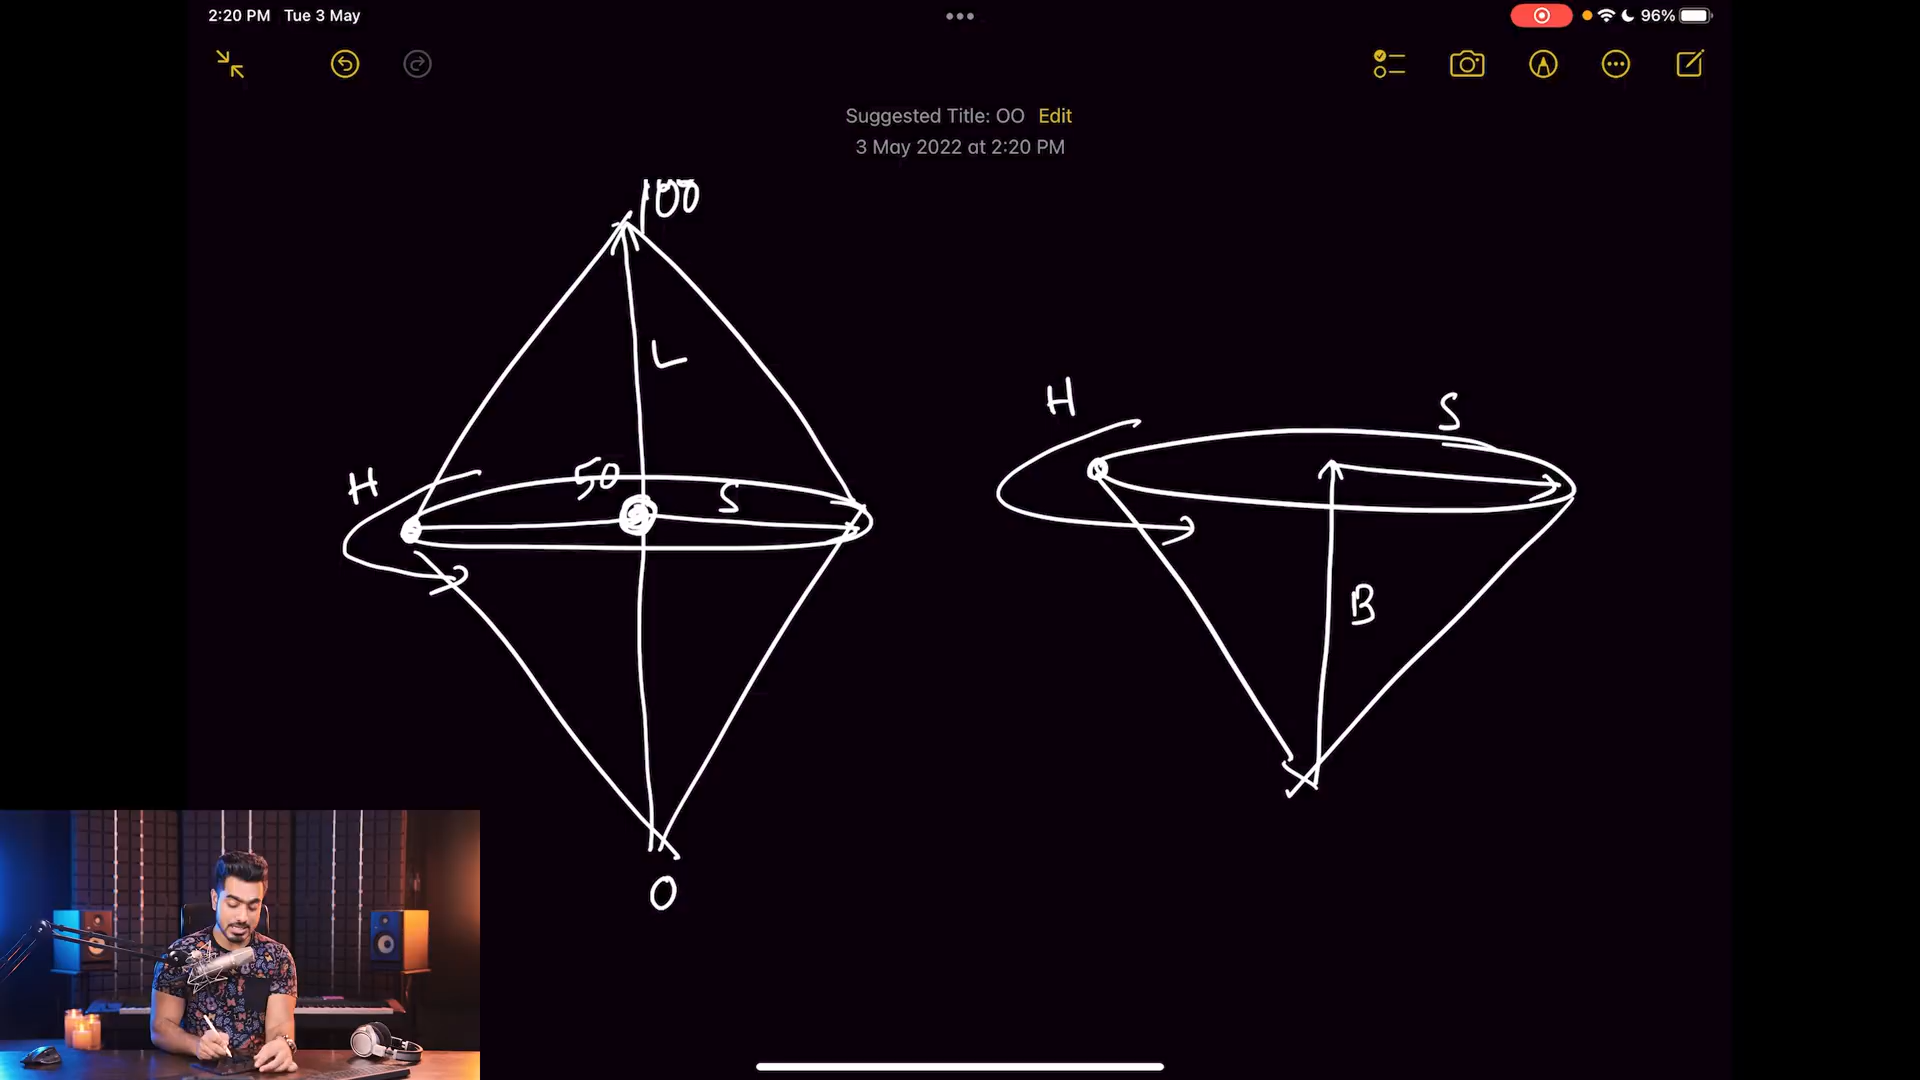 2:20 PM Tue 3 May
96%
Suggested Title: OO Edit
3 May 2022 at 2:20 PM
100
L
H
S
50
H
S
B
O